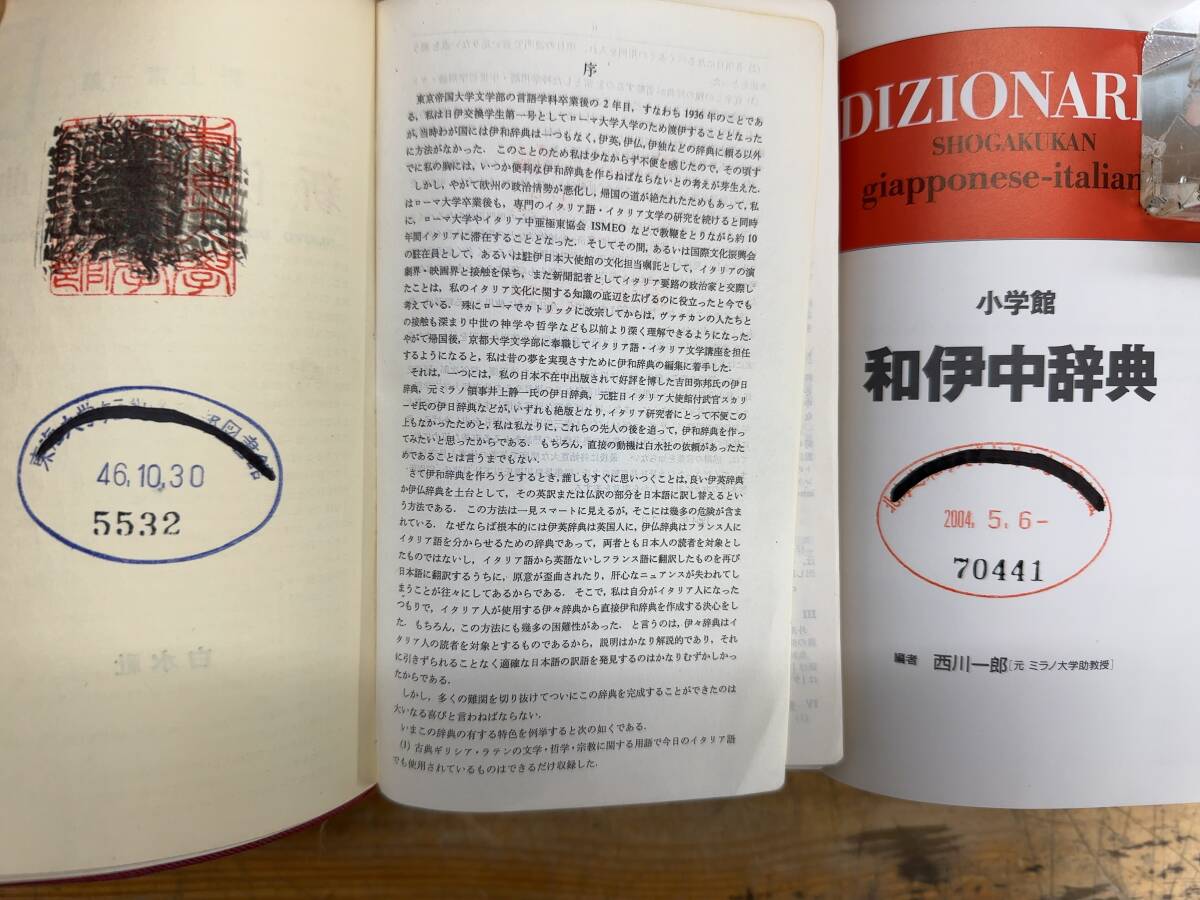 46.10.30
5532
序
東京帝国大学文学部の言語学科卒業後の2年目,すなわち1936年のことであ
る,私は日伊交換学生第一号としてローマ大学入学のため渡伊することとなった
が,当時わが国には伊和辞典は一つもなく,伊英,伊仏,伊独などの辞典に頼る以外
に方法がなかった.このことのため私は少なからず不便を感じたので,その頃す
でに私の胸には,いつか便利な伊和辞典を作らねばならないとの考えが芽生えた.
しかし,やがて欧州の政治情勢が悪化し,帰国の道が絶たれたためもあって,私
はローマ大学卒業後も,専門のイタリア語・イタリア文学の研究を続けると同時
に,ローマ大学やイタリア中亜極東協会 ISMEO などで教鞭をとりながら約10
年間イタリアに滞在することとなった.そしてその間,あるいは国際文化振興会
の駐在員として,あるいは駐伊日本大使館の文化担当嘱託として,イタリアの演
劇界・映画界と接触を保ち,また新聞記者としてイタリア要路の政治家と交際し
たことは,私のイタリア文化に関する知識の底辺を広げるのに役立ったと今でも
考えている.殊にローマでカトリックに改宗してからは,ヴァチカンの人たちと
の接触も深まり中世の神学や哲学なども以前より深く理解できるようになった.
やがて帰国後,京都大学文学部に奉職してイタリア語・イタリア文学講座を担任
するようになると,私は昔の夢を実現さすために伊和辞典の編集に着手した.
それは,一つには,私の日本不在中出版されて好評を博した吉田弥邦氏の伊日
辞典,元ミラノ領事井上静一氏の伊日辞典,元駐日イタリア大使館付武官スカリ
ーゼ氏の伊日辞典などが,いずれも絶版となり,イタリア研究者にとって不便この
上もなかったためと,私は私なりに,これらの先人の後を追って,伊和辞典を作っ
てみたいと思ったからである.もちろん,直接の動機は白水社の依頼があったた
めであることは言うまでもない.
さて伊和辞典を作ろうとするとき,誰しもすぐに思いつくことは,良い伊英辞典
か伊仏辞典を土台として,その英訳または仏訳の部分を日本語に訳し替えるとい
う方法である.この方法は一見スマートに見えるが,そこには幾多の危険が含ま
れている.なぜならば根本的には伊英辞典は英国人に,伊仏辞典はフランス人に
イタリア語を分からせるための辞典であって,両者とも日本人の読者を対象とし
たものではないし,イタリア語から英語ないしフランス語に翻訳したものを再び
日本語に翻訳するうちに,原意が歪曲されたり,肝心なニュアンスが失われてし
まうことが往々にしてあるからである.そこで,私は自分がイタリア人になった
つもりで,イタリア人が使用する伊々辞典から直接伊和辞典を作成する決心をし
た.もちろん,この方法にも幾多の困難性があった.と言うのは,伊々辞典はイ
タリア人の読者を対象とするものであるから,説明はかなり解説的であり,それ
に引きずられることなく適確な日本語の訳語を発見するのはかなりむずかしかっ
たからである.
しかし,多くの難関を切り抜けてついにこの辞典を完成することができたのは
大いなる喜びと言わねばならない.
いまこの辞典の有する特色を例挙すると次の如くである.
(1) 古典ギリシア・ラテンの文学・哲学・宗教に関する用語で今日のイタリア語
でも使用されているものはできるだけ収録した.
DIZIONARI
SHOGAKUKAN
giapponese-italian
小学館
和伊中辞典
2004. 5. 6-
70441
編者 西川一郎[元 ミラノ大学助教授]